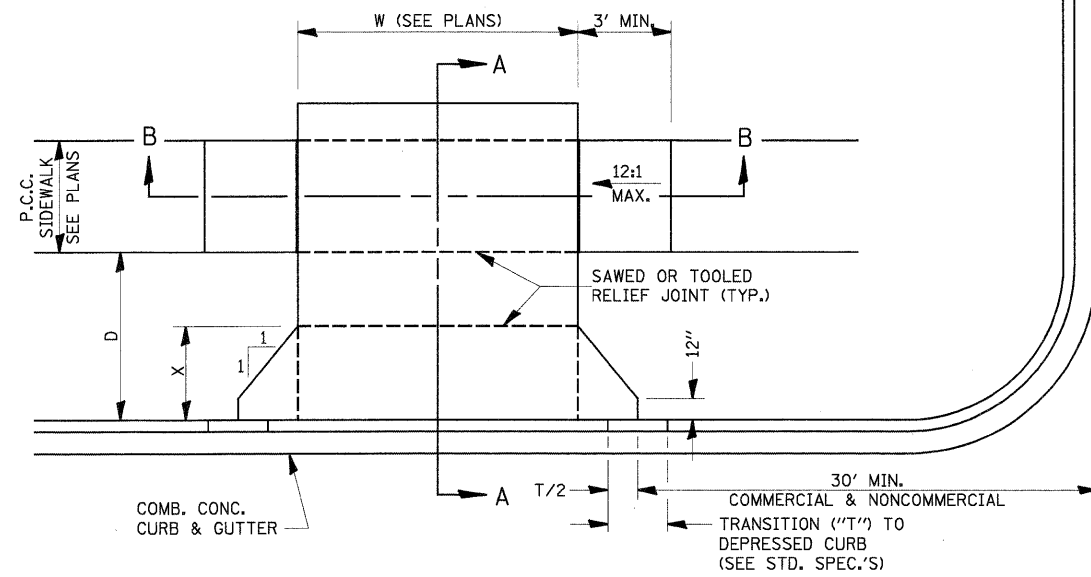 W (SEE PLANS)
3' MIN.
A
B
B
P.C.C.
SIDEWALK
SEE PLANS
12:1
MAX.
SAWED OR TOOLED
RELIEF JOINT (TYP.)
D
X
1
1
12"
A
T/2
30' MIN.
COMMERCIAL & NONCOMMERCIAL
COMB. CONC.
CURB & GUTTER
TRANSITION ("T") TO
DEPRESSED CURB
(SEE STD. SPEC.'S)